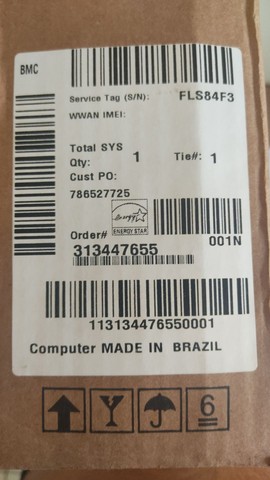 BMC
Service Tag (S/N): FLS84F3
WWAN IMEI:
Total SYS
Qty: 1 Tie#: 1
Cust PO:
786527725
energy
ENERGY STAR
Order# 001N
313447655
113134476550001
Computer MADE IN BRAZIL
6